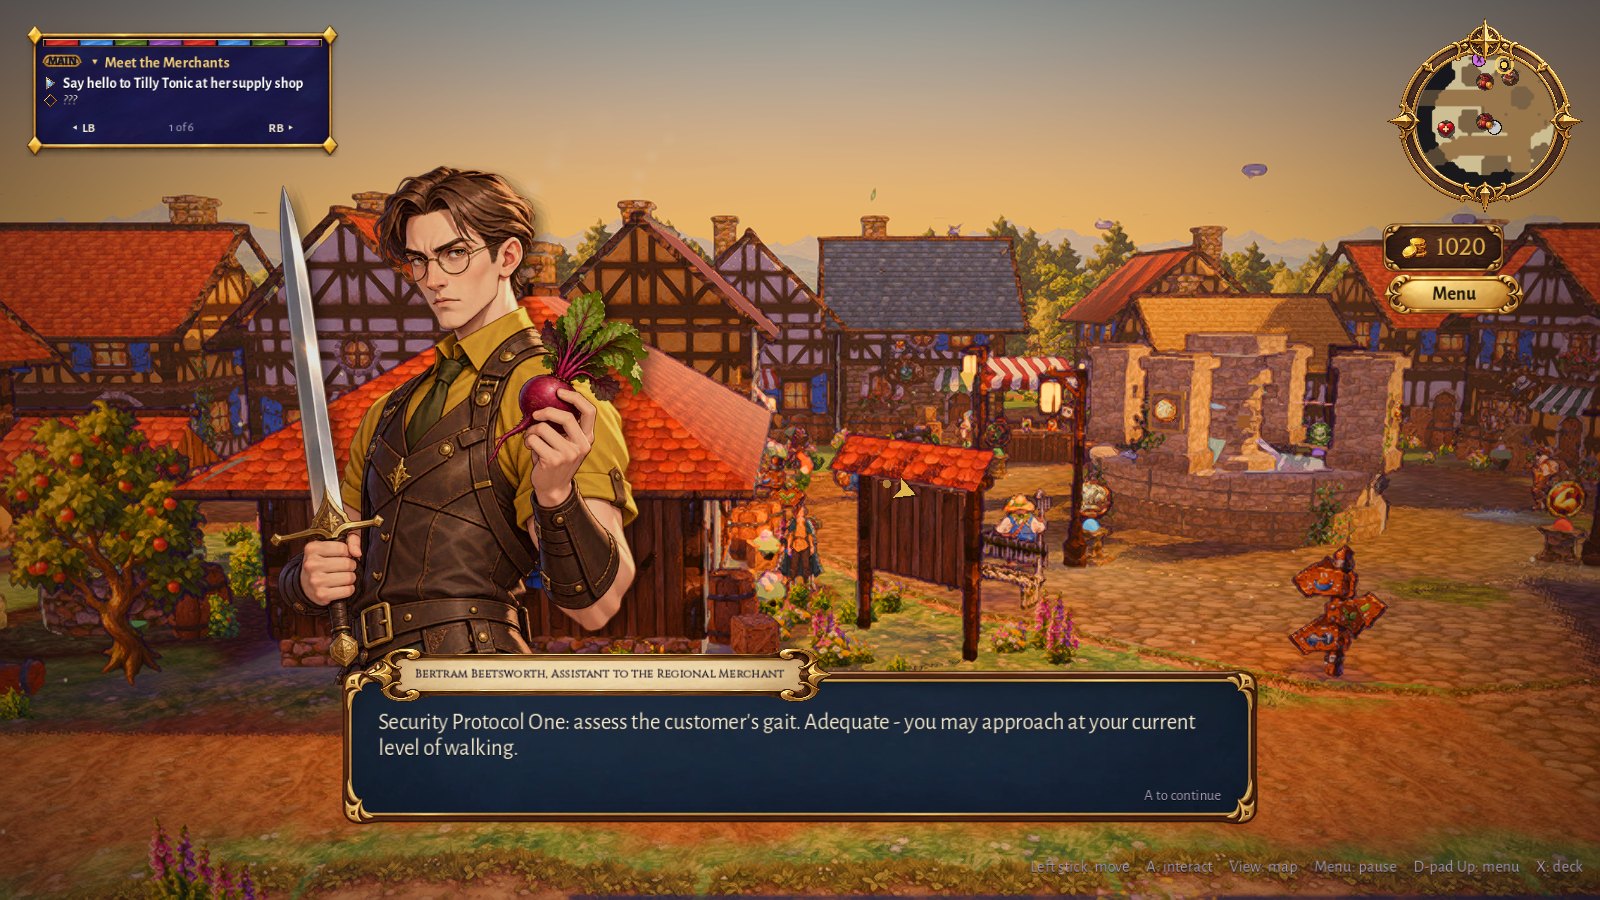 MAIN ▾ Meet the Merchants
Say hello to Tilly Tonic at her supply shop
???
◂ LB 1 of 6 RB ▸
1020
Menu
Bertram Beetsworth, Assistant to the Regional Merchant
Security Protocol One: assess the customer's gait. Adequate - you may approach at your current
level of walking.
A to continue
Left stick: move A: interact View: map Menu: pause D-pad Up: menu X: deck